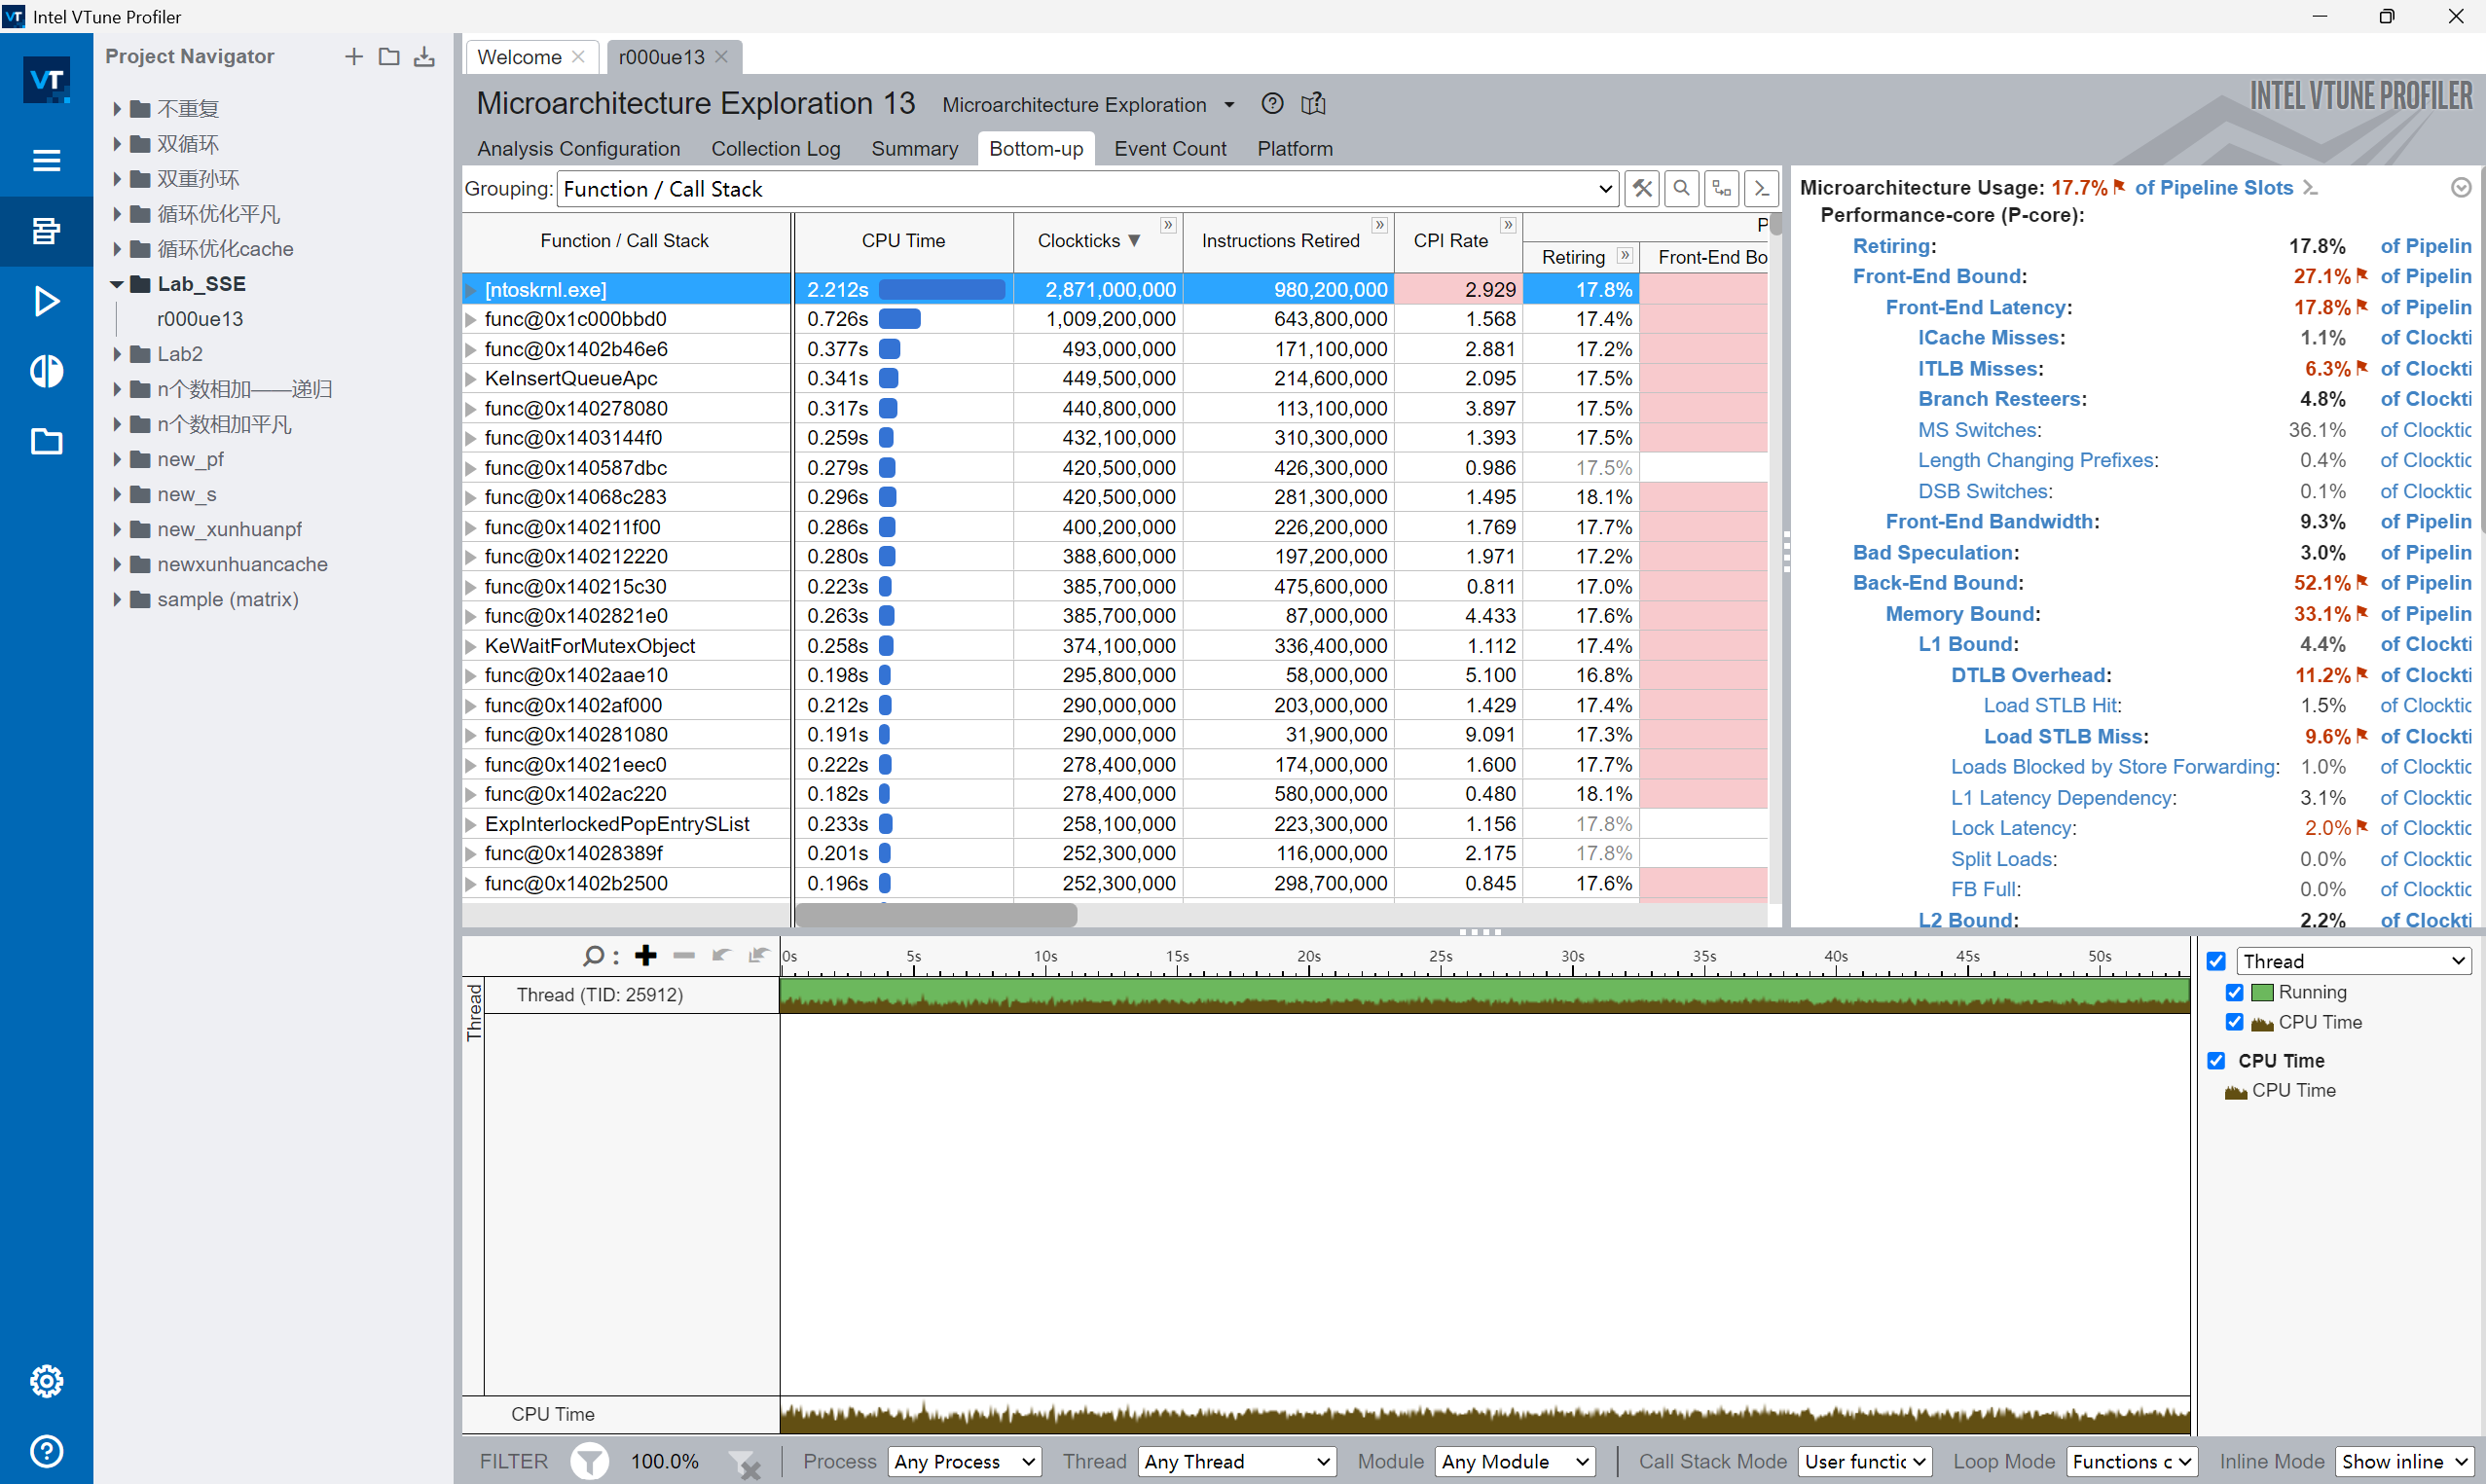 Intel VTune Profiler
Project Navigator
不重复
双循环
双重孙环
循环优化平凡
循环优化cache
Lab_SSE
r000ue13
Lab2
n个数相加——递归
n个数相加平凡
new_pf
new_s
new_xunhuanpf
newxunhuancache
sample (matrix)
Welcome
r000ue13
Microarchitecture Exploration 13 Microarchitecture Exploration
INTEL VTUNE PROFILER
Analysis Configuration Collection Log Summary Bottom-up Event Count Platform
Grouping: Function / Call Stack
Function / Call Stack CPU Time Clockticks ▼ Instructions Retired CPI Rate Retiring Front-End Bo
[ntoskrnl.exe] 2.212s 2,871,000,000 980,200,000 2.929 17.8%
func@0x1c000bbd0 0.726s 1,009,200,000 643,800,000 1.568 17.4%
func@0x1402b46e6 0.377s 493,000,000 171,100,000 2.881 17.2%
KeInsertQueueApc 0.341s 449,500,000 214,600,000 2.095 17.5%
func@0x140278080 0.317s 440,800,000 113,100,000 3.897 17.5%
func@0x1403144f0 0.259s 432,100,000 310,300,000 1.393 17.5%
func@0x140587dbc 0.279s 420,500,000 426,300,000 0.986 17.5%
func@0x14068c283 0.296s 420,500,000 281,300,000 1.495 18.1%
func@0x140211f00 0.286s 400,200,000 226,200,000 1.769 17.7%
func@0x140212220 0.280s 388,600,000 197,200,000 1.971 17.2%
func@0x140215c30 0.223s 385,700,000 475,600,000 0.811 17.0%
func@0x1402821e0 0.263s 385,700,000 87,000,000 4.433 17.6%
KeWaitForMutexObject 0.258s 374,100,000 336,400,000 1.112 17.4%
func@0x1402aae10 0.198s 295,800,000 58,000,000 5.100 16.8%
func@0x1402af000 0.212s 290,000,000 203,000,000 1.429 17.4%
func@0x140281080 0.191s 290,000,000 31,900,000 9.091 17.3%
func@0x14021eec0 0.222s 278,400,000 174,000,000 1.600 17.7%
func@0x1402ac220 0.182s 278,400,000 580,000,000 0.480 18.1%
ExpInterlockedPopEntrySList 0.233s 258,100,000 223,300,000 1.156 17.8%
func@0x14028389f 0.201s 252,300,000 116,000,000 2.175 17.8%
func@0x1402b2500 0.196s 252,300,000 298,700,000 0.845 17.6%
Microarchitecture Usage: 17.7% of Pipeline Slots
Performance-core (P-core):
Retiring: 17.8% of Pipelin
Front-End Bound: 27.1% of Pipelin
Front-End Latency: 17.8% of Pipelin
ICache Misses: 1.1% of Clockti
ITLB Misses: 6.3% of Clockti
Branch Resteers: 4.8% of Clockti
MS Switches: 36.1% of Clocktic
Length Changing Prefixes: 0.4% of Clocktic
DSB Switches: 0.1% of Clocktic
Front-End Bandwidth: 9.3% of Pipelin
Bad Speculation: 3.0% of Pipelin
Back-End Bound: 52.1% of Pipelin
Memory Bound: 33.1% of Pipelin
L1 Bound: 4.4% of Clockti
DTLB Overhead: 11.2% of Clockti
Load STLB Hit: 1.5% of Clocktic
Load STLB Miss: 9.6% of Clockti
Loads Blocked by Store Forwarding: 1.0% of Clocktic
L1 Latency Dependency: 3.1% of Clocktic
Lock Latency: 2.0% of Clocktic
Split Loads: 0.0% of Clocktic
FB Full: 0.0% of Clocktic
L2 Bound: 2.2% of Clockti
0s 5s 10s 15s 20s 25s 30s 35s 40s 45s 50s
Thread
Thread (TID: 25912)
CPU Time
Thread
Running
CPU Time
CPU Time
CPU Time
FILTER 100.0% Process Any Process Thread Any Thread Module Any Module Call Stack Mode User functic Loop Mode Functions c Inline Mode Show inline